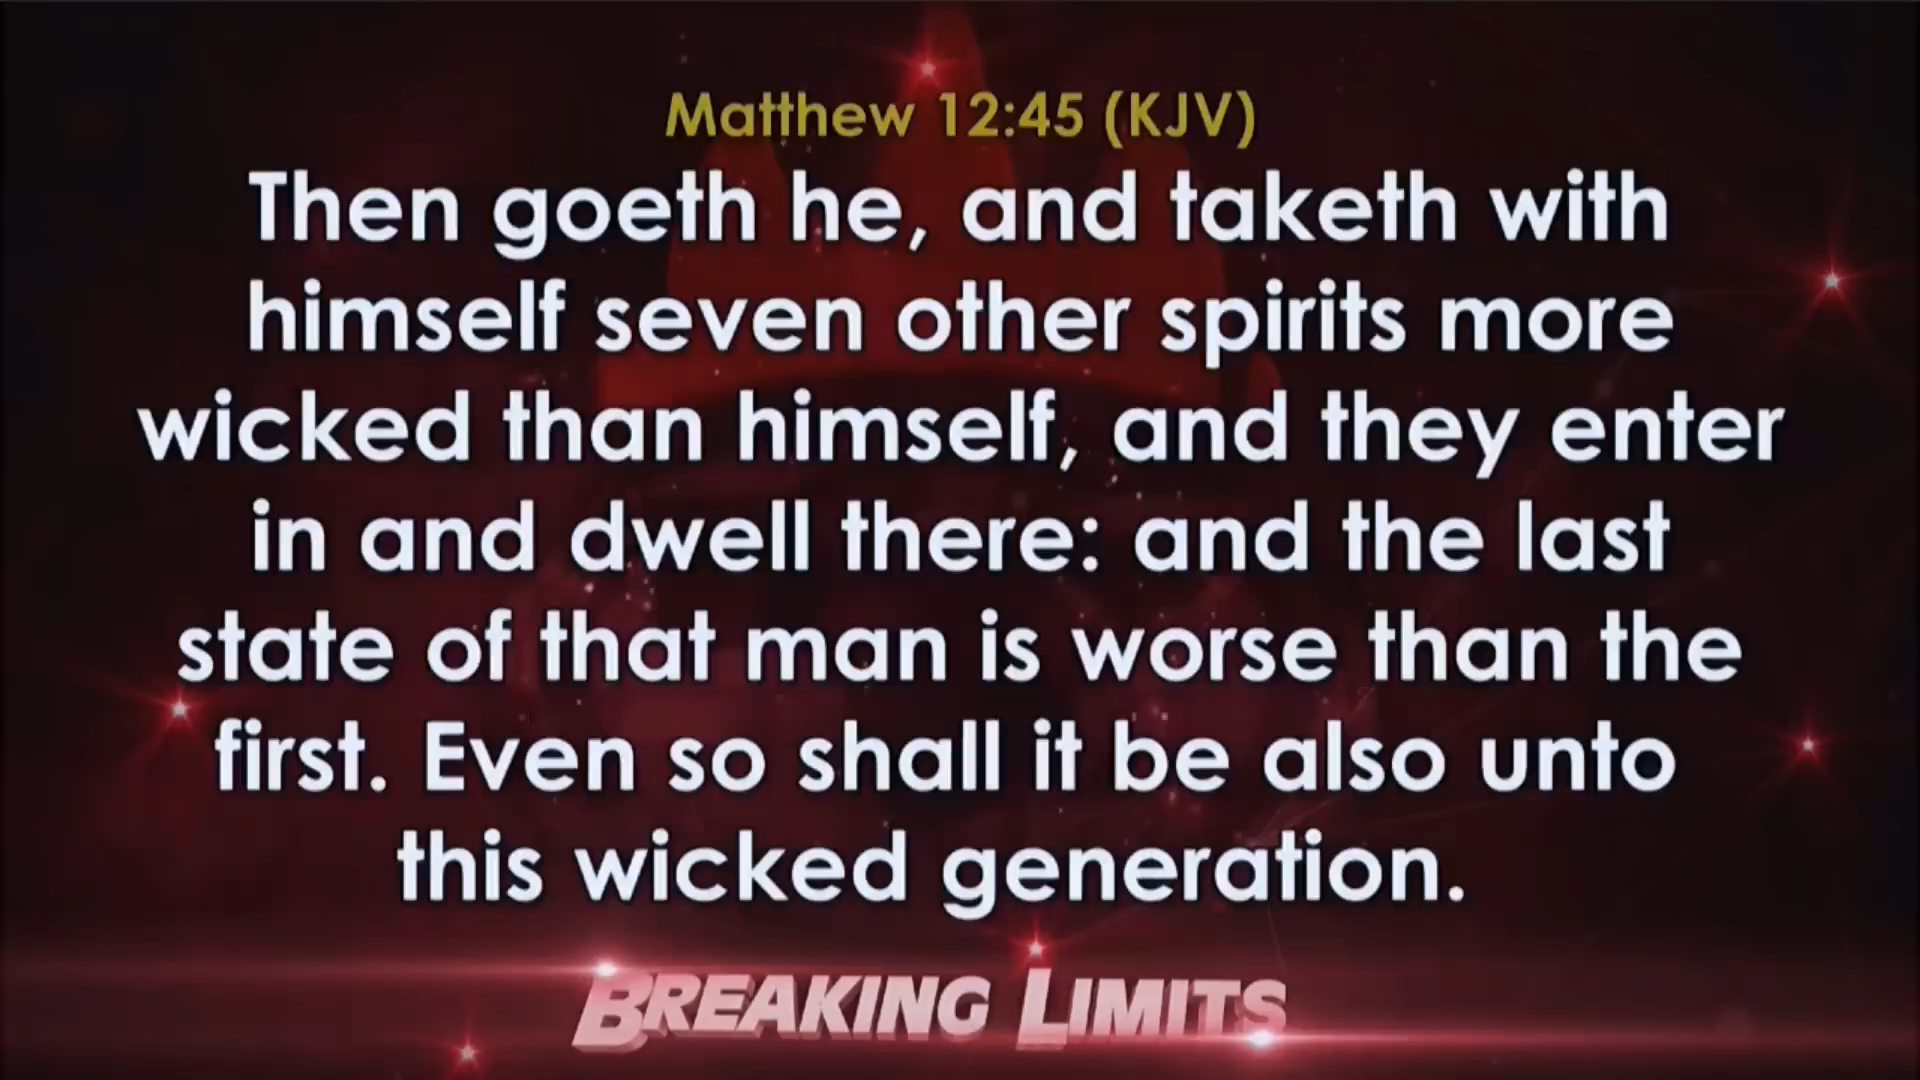 Matthew 12:45 (KJV)
Then goeth he, and taketh with
himself seven other spirits more
wicked than himself, and they enter
in and dwell there: and the last
state of that man is worse than the
first. Even so shall it be also unto
this wicked generation.
BREAKING LIMITS